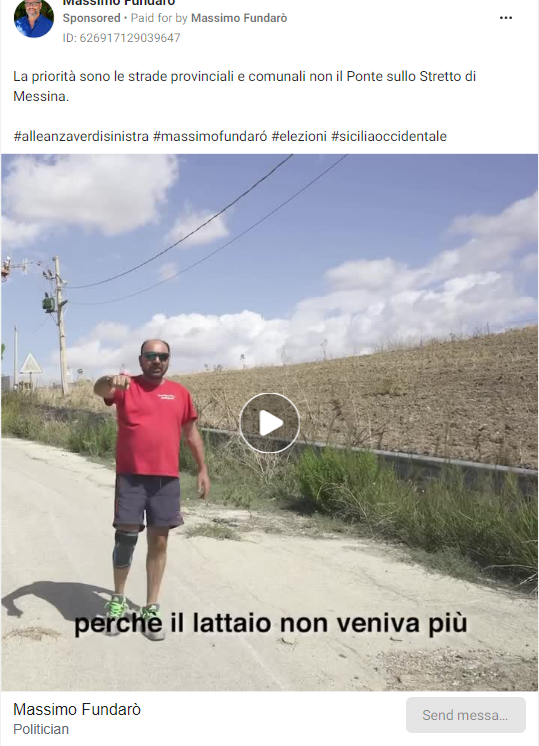 Massimo Fundarò
Sponsored • Paid for by Massimo Fundarò
ID: 626917129039647
La priorità sono le strade provinciali e comunali non il Ponte sullo Stretto di
Messina.
#alleanzaverdisinistra #massimofundaró #elezioni #siciliaoccidentale
perchè il lattaio non veniva più
Massimo Fundarò
Politician
Send messa...